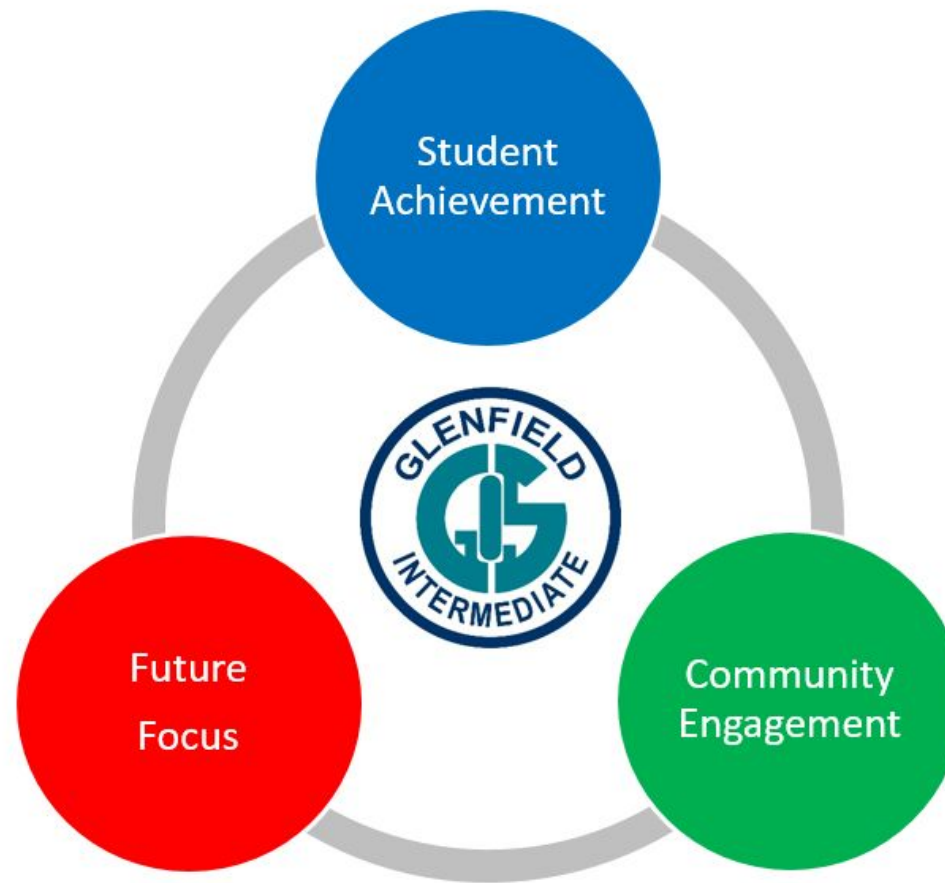 Student
Achievement
GLENFIELD
GIS
INTERMEDIATE
Future
Focus
Community
Engagement